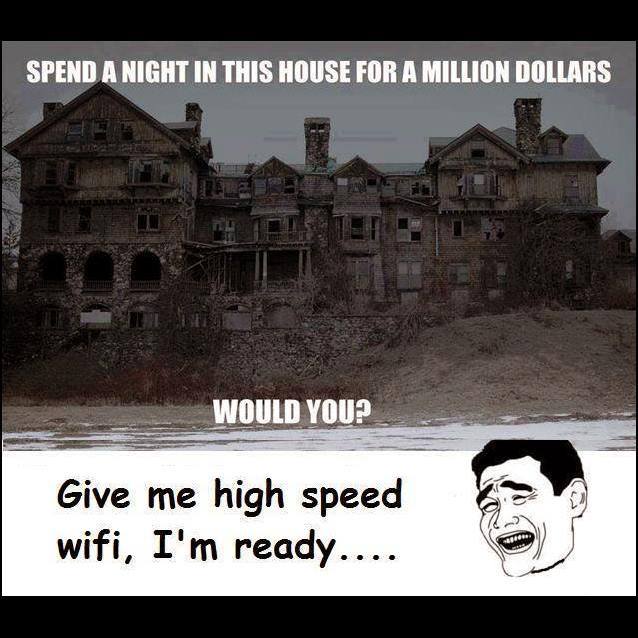 SPEND A NIGHT IN THIS HOUSE FOR A MILLION DOLLARS
WOULD YOU?
Give me high speed
wifi, I'm ready....